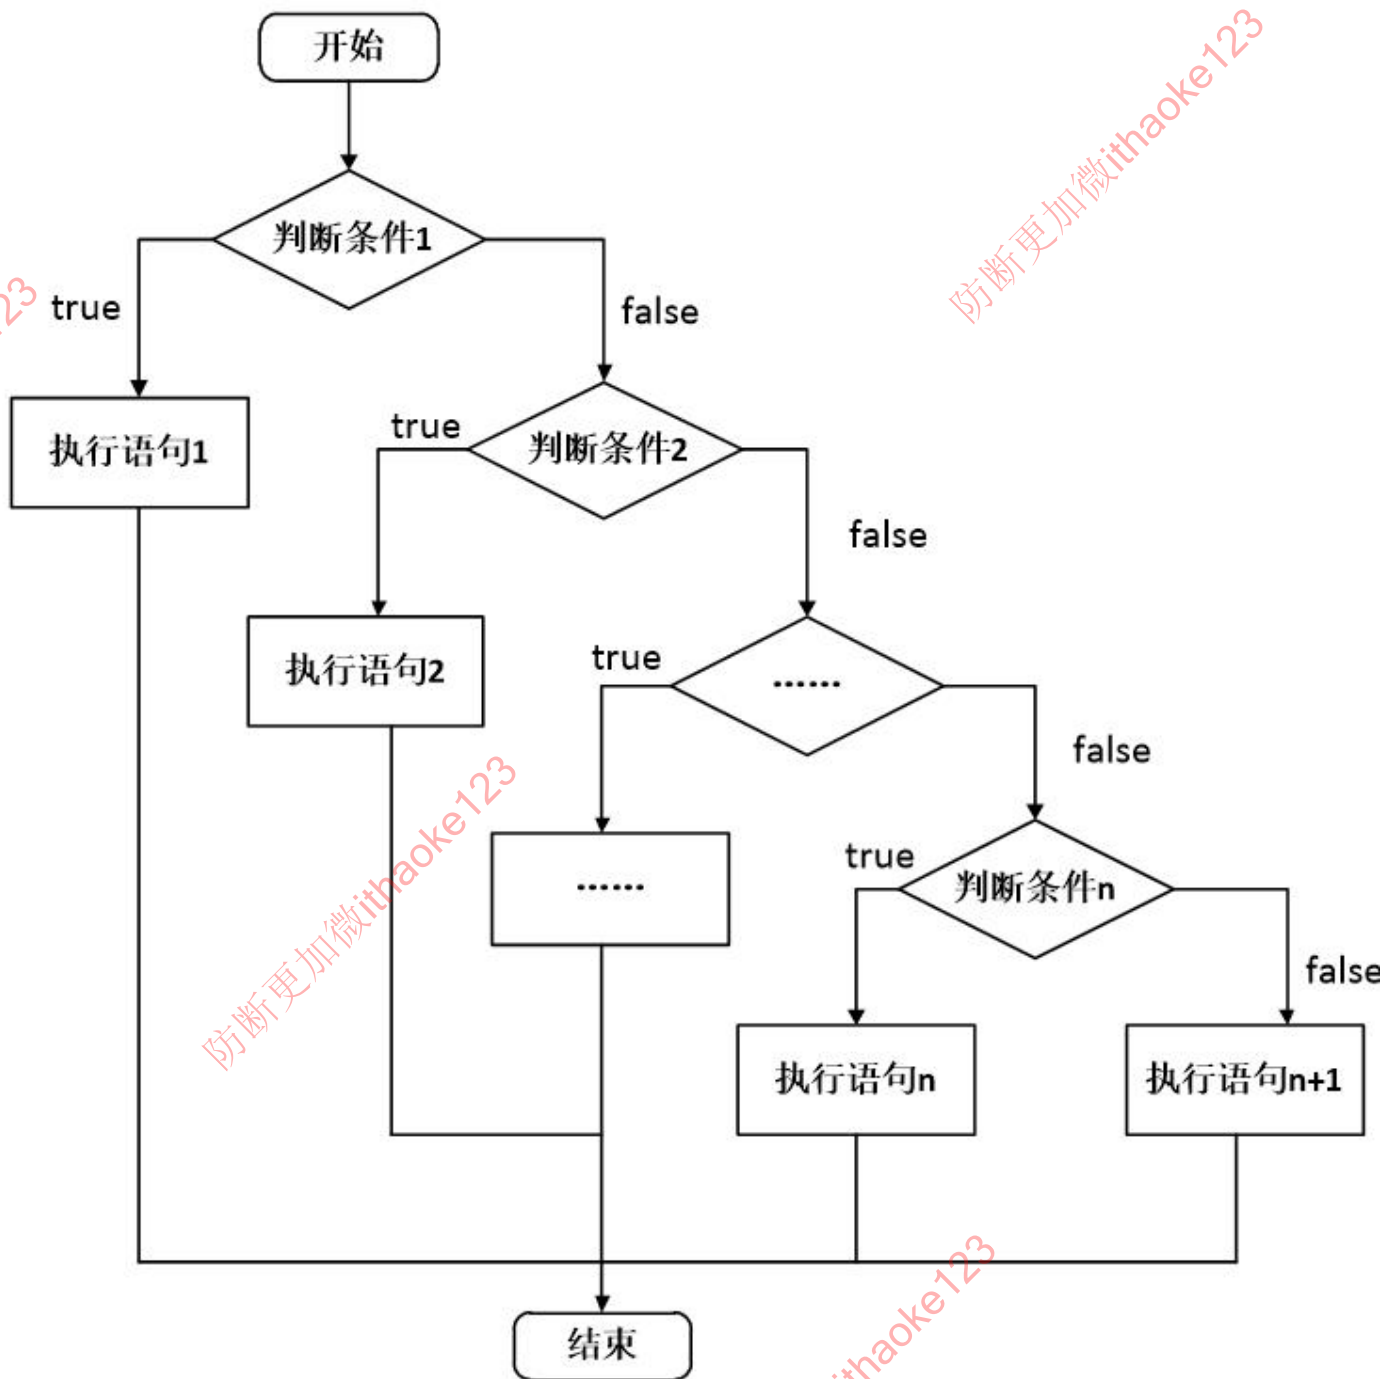 开始
判断条件1
true
false
执行语句1
true
判断条件2
false
执行语句2
true
……
false
……
true
判断条件n
false
执行语句n
执行语句n+1
结束
防断更加微ithaoke123
防断更加微ithaoke123
ithaoke123
23